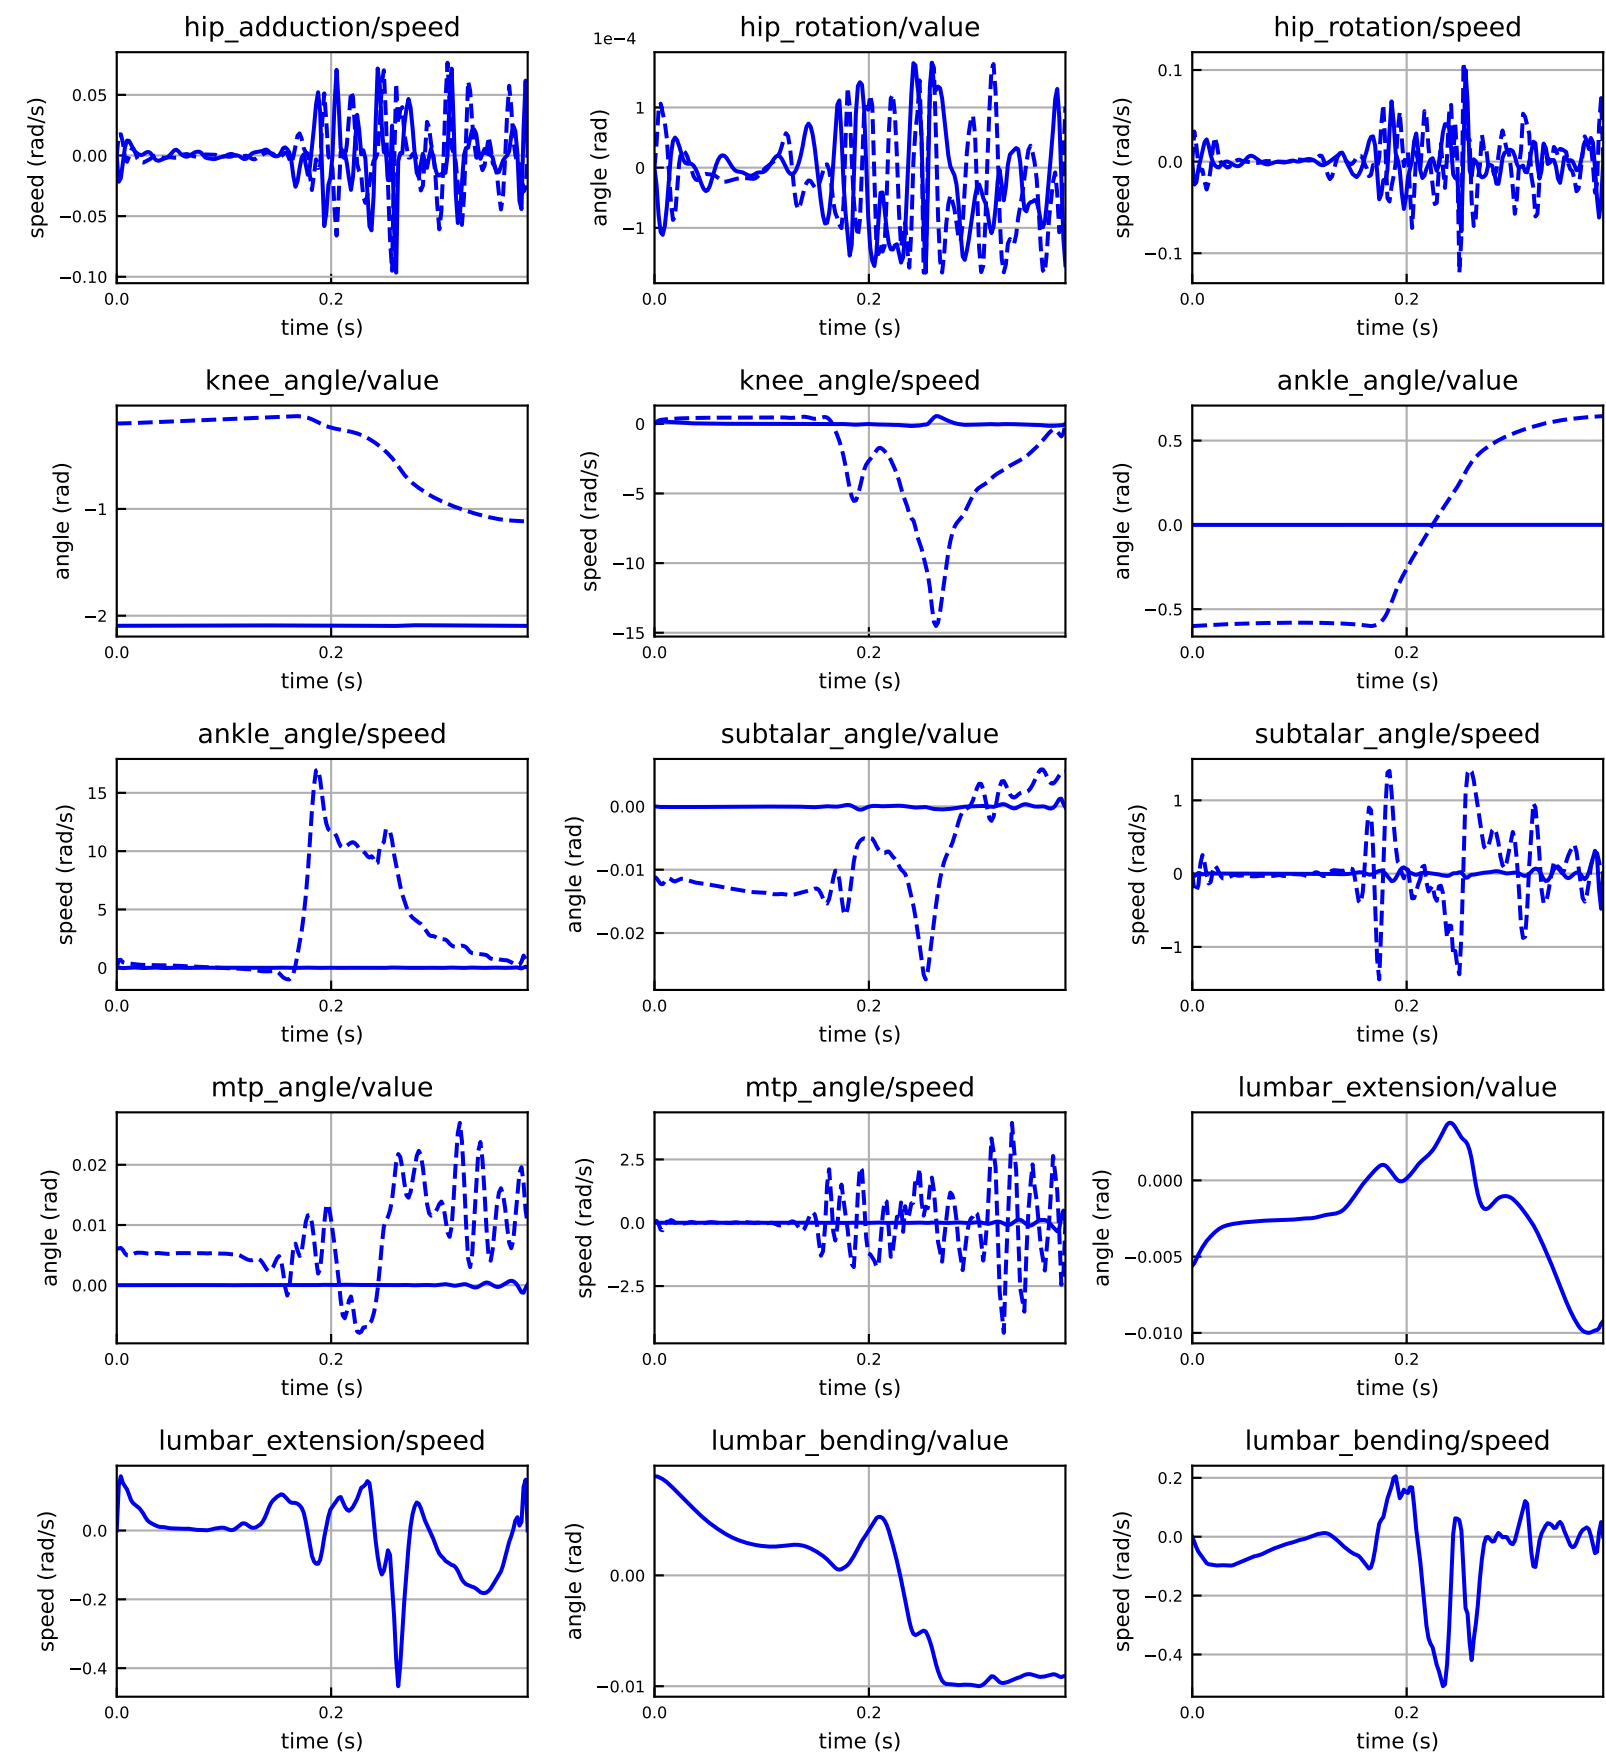 hip_adduction/speed
speed (rad/s)
0.05
0.00
−0.05
−0.10
0.0
0.2
time (s)
hip_rotation/value
1e−4
angle (rad)
1
0
−1
0.0
0.2
time (s)
hip_rotation/speed
speed (rad/s)
0.1
0.0
−0.1
0.0
0.2
time (s)
knee_angle/value
angle (rad)
−1
−2
0.0
0.2
time (s)
knee_angle/speed
speed (rad/s)
0
−5
−10
−15
0.0
0.2
time (s)
ankle_angle/value
angle (rad)
0.5
0.0
−0.5
0.0
0.2
time (s)
ankle_angle/speed
speed (rad/s)
15
10
5
0
0.0
0.2
time (s)
subtalar_angle/value
angle (rad)
0.00
−0.01
−0.02
0.0
0.2
time (s)
subtalar_angle/speed
speed (rad/s)
1
0
−1
0.0
0.2
time (s)
mtp_angle/value
angle (rad)
0.02
0.01
0.00
0.0
0.2
time (s)
mtp_angle/speed
speed (rad/s)
2.5
0.0
−2.5
0.0
0.2
time (s)
lumbar_extension/value
angle (rad)
0.000
−0.005
−0.010
0.0
0.2
time (s)
lumbar_extension/speed
speed (rad/s)
0.0
−0.2
−0.4
0.0
0.2
time (s)
lumbar_bending/value
angle (rad)
0.00
−0.01
0.0
0.2
time (s)
lumbar_bending/speed
speed (rad/s)
0.2
0.0
−0.2
−0.4
0.0
0.2
time (s)